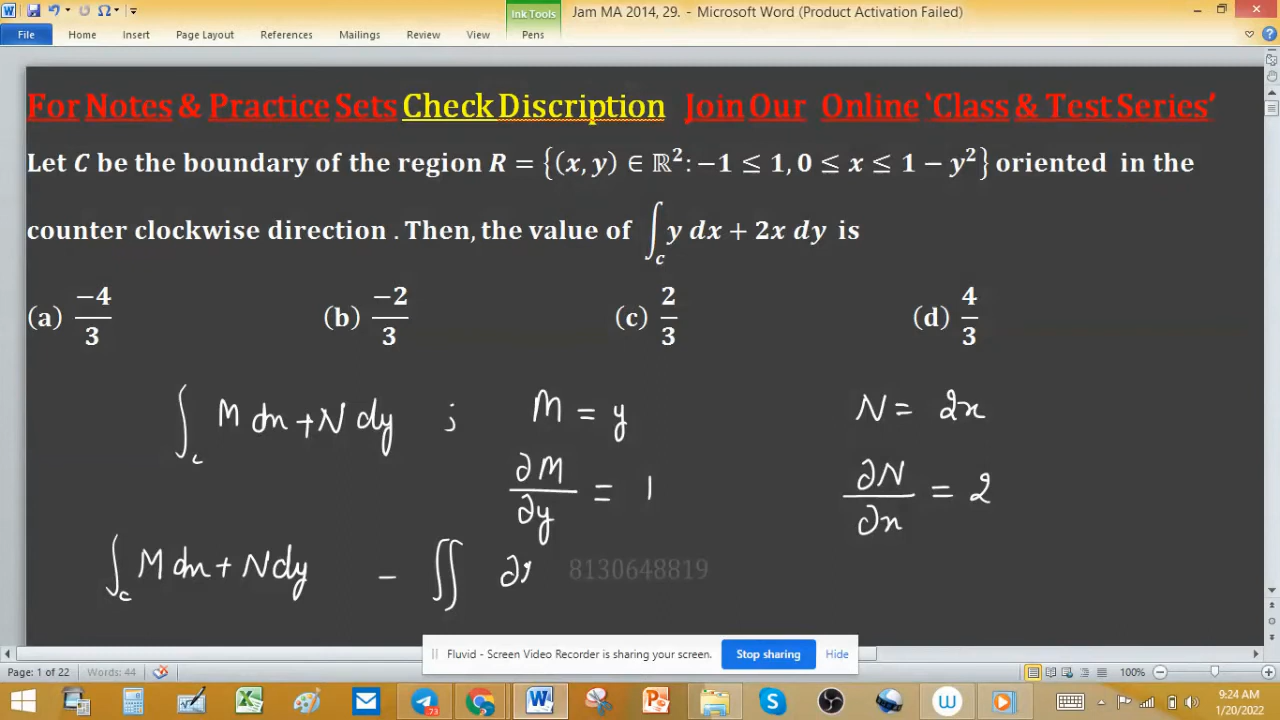 Ink Tools
Jam MA 2014, 29. - Microsoft Word (Product Activation Failed)
File Home Insert Page Layout References Mailings Review View Pens
For Notes & Practice Sets Check Discription Join Our Online ‘Class & Test Series’
Let C be the boundary of the region R = {(x, y) ∈ ℝ²: −1 ≤ 1, 0 ≤ x ≤ 1 − y²} oriented in the
counter clockwise direction . Then, the value of ∫_c y dx + 2x dy is
(a) −4/3 (b) −2/3 (c) 2/3 (d) 4/3
∫_c M dx + N dy ; M = y N = 2x
∂M/∂y = 1 ∂N/∂x = 2
∫_c M dx + N dy − ∬ ∂
8130648819
Fluvid - Screen Video Recorder is sharing your screen. Stop sharing Hide
Page: 1 of 22 Words: 44 100%
73
9:24 AM
1/20/2022